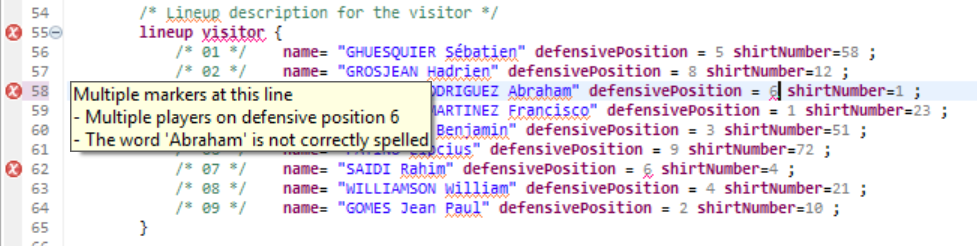 54 /* Lineup description for the visitor */
55 lineup visitor {
56 /* 01 */ name= "GHUESQUIER Sébatien" defensivePosition = 5 shirtNumber=58 ;
57 /* 02 */ name= "GROSJEAN Hadrien" defensivePosition = 8 shirtNumber=12 ;
58 ODRIGUEZ Abraham" defensivePosition = 6 shirtNumber=1 ;
Multiple markers at this line
- Multiple players on defensive position 6
- The word 'Abraham' is not correctly spelled
59 MARTINEZ Francisco" defensivePosition = 1 shirtNumber=23 ;
60 Benjamin" defensivePosition = 3 shirtNumber=51 ;
61 defensivePosition = 9 shirtNumber=72 ;
62 /* 07 */ name= "SAIDI Rahim" defensivePosition = 6 shirtNumber=4 ;
63 /* 08 */ name= "WILLIAMSON William" defensivePosition = 4 shirtNumber=21 ;
64 /* 09 */ name= "GOMES Jean Paul" defensivePosition = 2 shirtNumber=10 ;
65 }